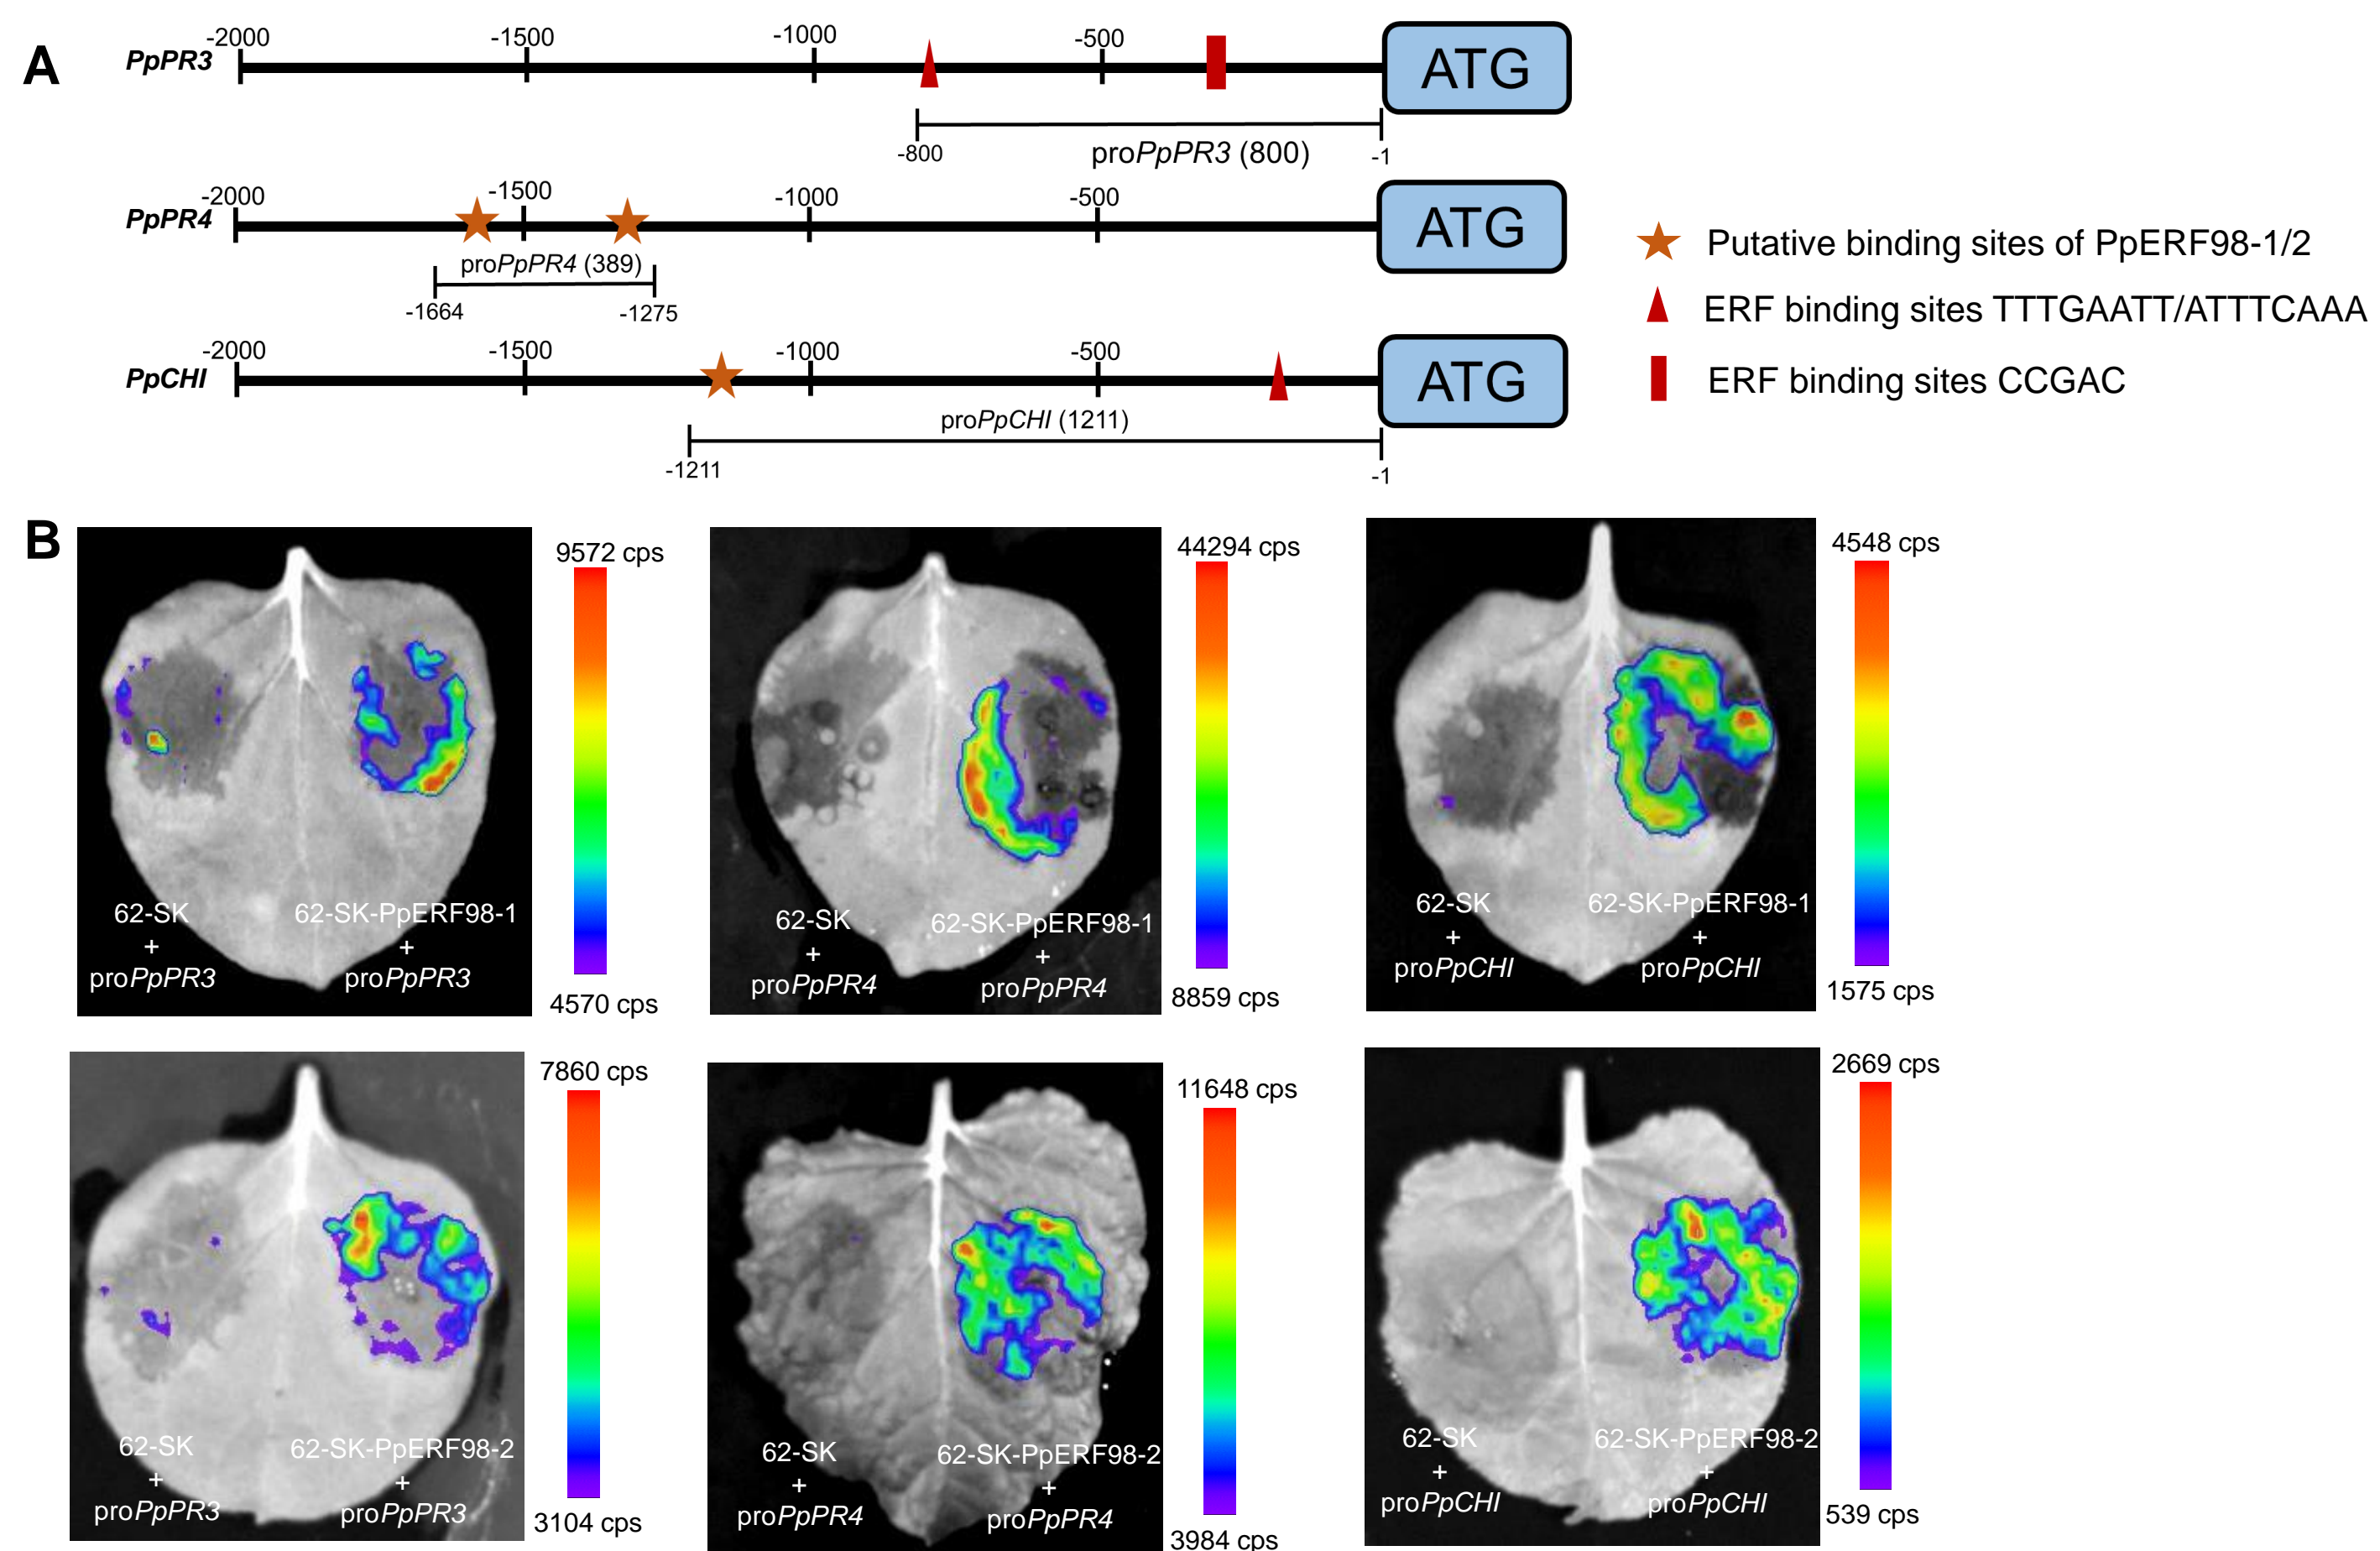 A
PpPR3
-2000
-1500
-1000
-500
ATG
-800
proPpPR3 (800)
-1
PpPR4
-2000
-1500
-1000
-500
ATG
proPpPR4 (389)
-1664
-1275
PpCHI
-2000
-1500
-1000
-500
ATG
proPpCHI (1211)
-1211
-1
Putative binding sites of PpERF98-1/2
ERF binding sites TTTGAATT/ATTTCAAA
ERF binding sites CCGAC
B
62-SK
+
proPpPR3
62-SK-PpERF98-1
+
proPpPR3
9572 cps
4570 cps
62-SK
+
proPpPR4
62-SK-PpERF98-1
+
proPpPR4
44294 cps
8859 cps
62-SK
+
proPpCHI
62-SK-PpERF98-1
+
proPpCHI
4548 cps
1575 cps
62-SK
+
proPpPR3
62-SK-PpERF98-2
+
proPpPR3
7860 cps
3104 cps
62-SK
+
proPpPR4
62-SK-PpERF98-2
+
proPpPR4
11648 cps
3984 cps
62-SK
+
proPpCHI
62-SK-PpERF98-2
+
proPpCHI
2669 cps
539 cps